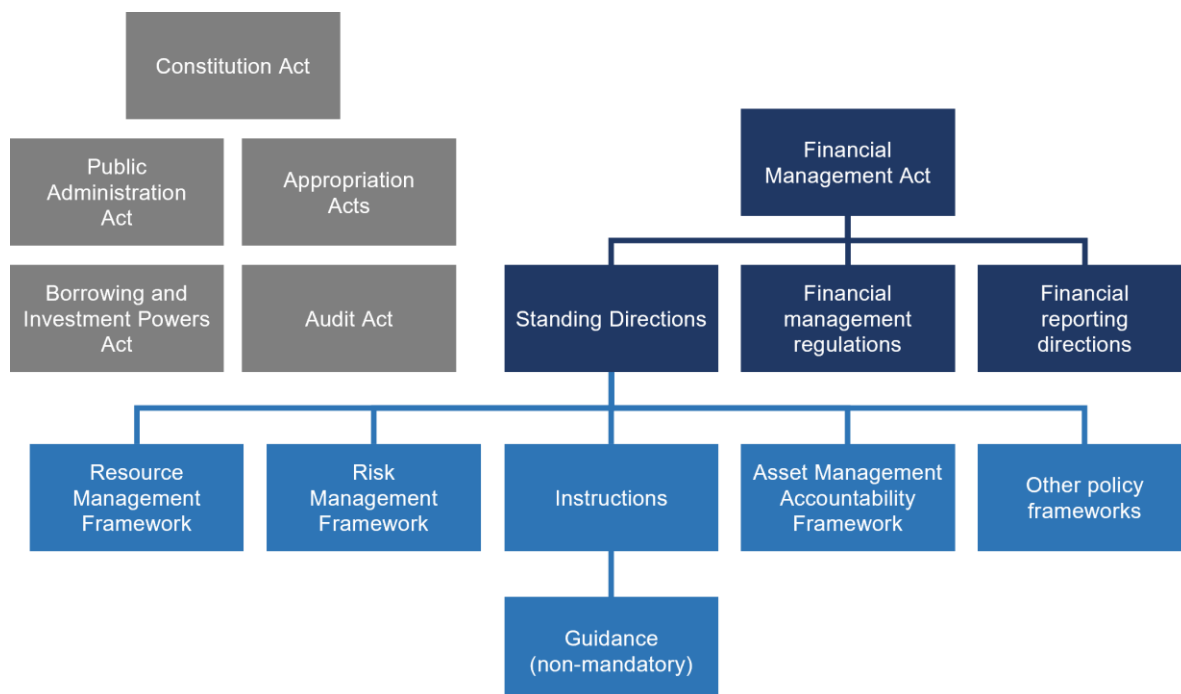 Constitution Act
Public
Administration
Act
Appropriation
Acts
Financial
Management Act
Borrowing and
Investment Powers
Act
Audit Act
Standing Directions
Financial
management
regulations
Financial
reporting
directions
Resource
Management
Framework
Risk
Management
Framework
Instructions
Asset Management
Accountability
Framework
Other policy
frameworks
Guidance
(non-mandatory)